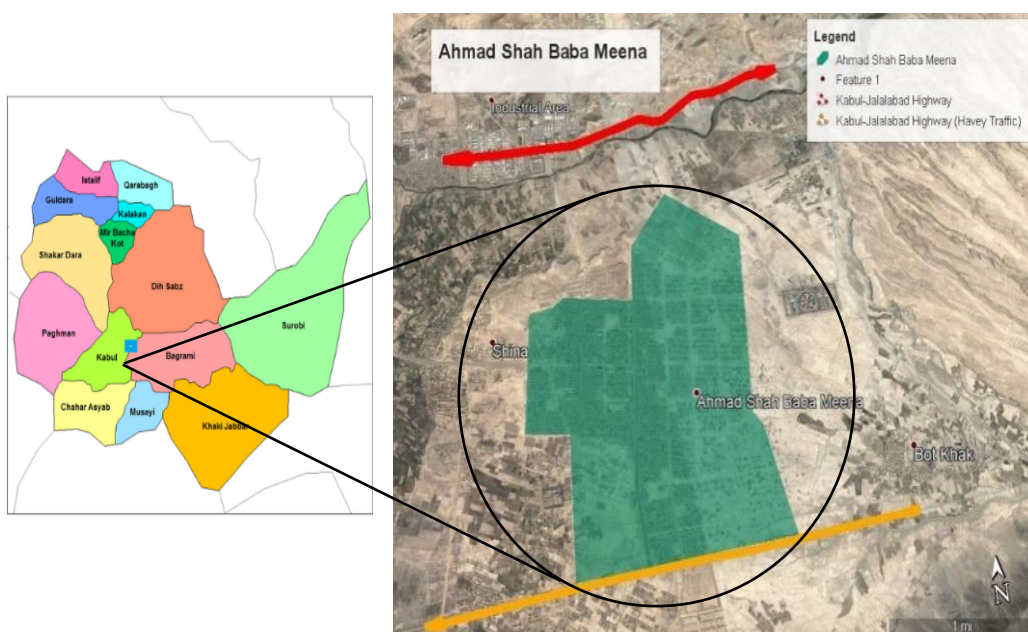 Istalif
Qarabagh
Guldara
Kalakan
Mir Bacha
Kot
Shakar Dara
Dih Sabz
Paghman
Surobi
Kabul
Bagrami
Chahar Asyab
Musayi
Khaki Jabbar
Ahmad Shah Baba Meena
Legend
Ahmad Shah Baba Meena
Feature 1
Kabul-Jalalabad Highway
Kabul-Jalalabad Highway (Havey Traffic)
Industrial Area
Shina
Ahmad Shah Baba Meena
Bot Khak
N
1 mi